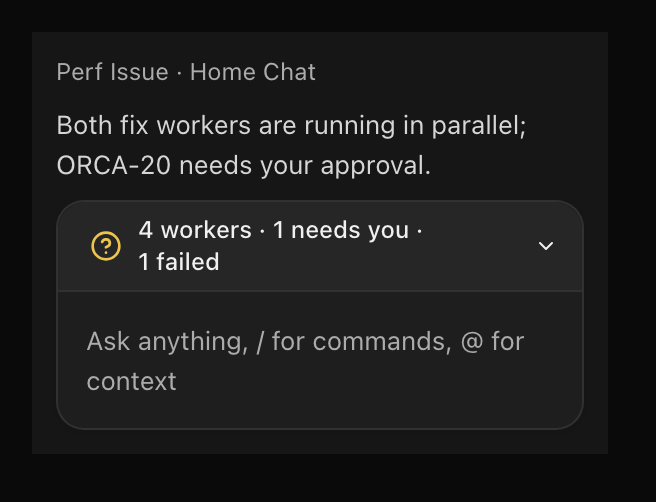 Perf Issue · Home Chat
Both fix workers are running in parallel;
ORCA-20 needs your approval.
4 workers · 1 needs you ·
1 failed
Ask anything, / for commands, @ for
context